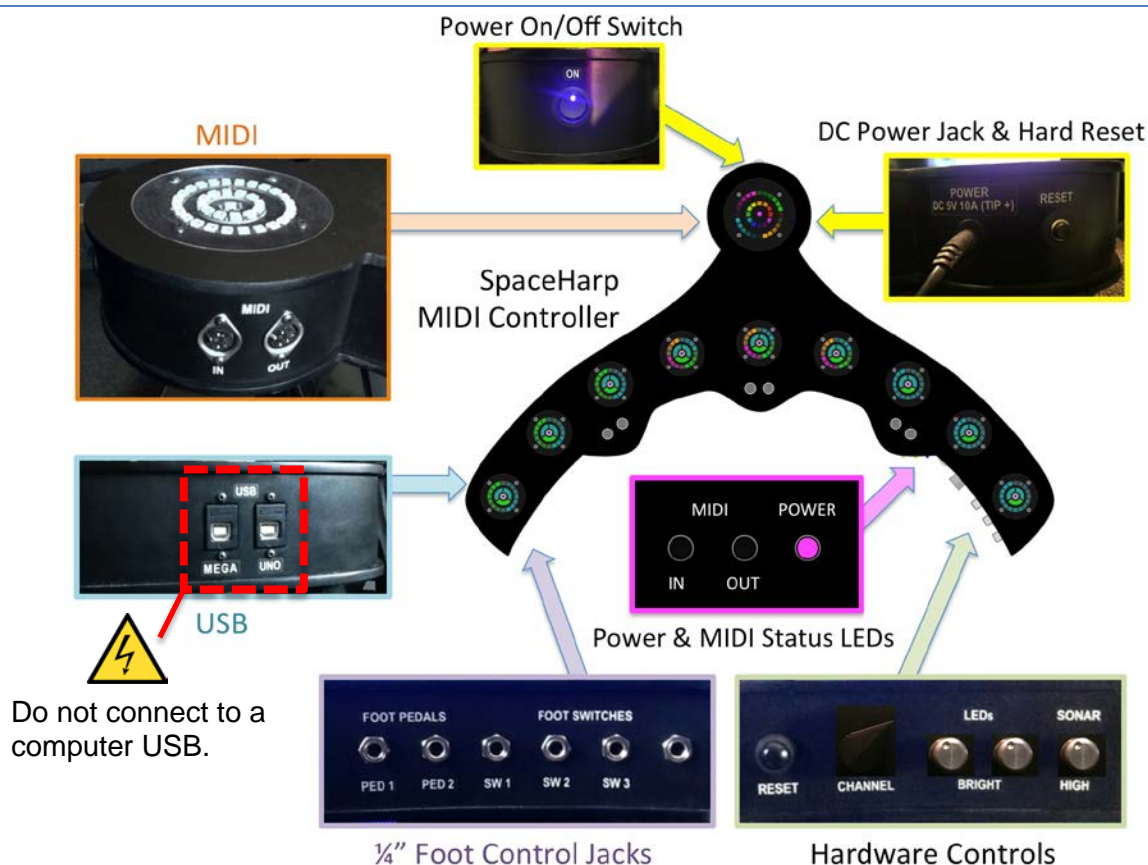 Power On/Off Switch
ON
MIDI
DC Power Jack & Hard Reset
POWER
DC 5V 10A (TIP +)
RESET
MIDI
IN
OUT
SpaceHarp
MIDI Controller
USB
MEGA
UNO
USB
MIDI
POWER
IN
OUT
Power & MIDI Status LEDs
Do not connect to a
computer USB.
FOOT PEDALS
FOOT SWITCHES
PED 1
PED 2
SW 1
SW 2
SW 3
¼” Foot Control Jacks
LEDs
SONAR
RESET
CHANNEL
BRIGHT
HIGH
Hardware Controls